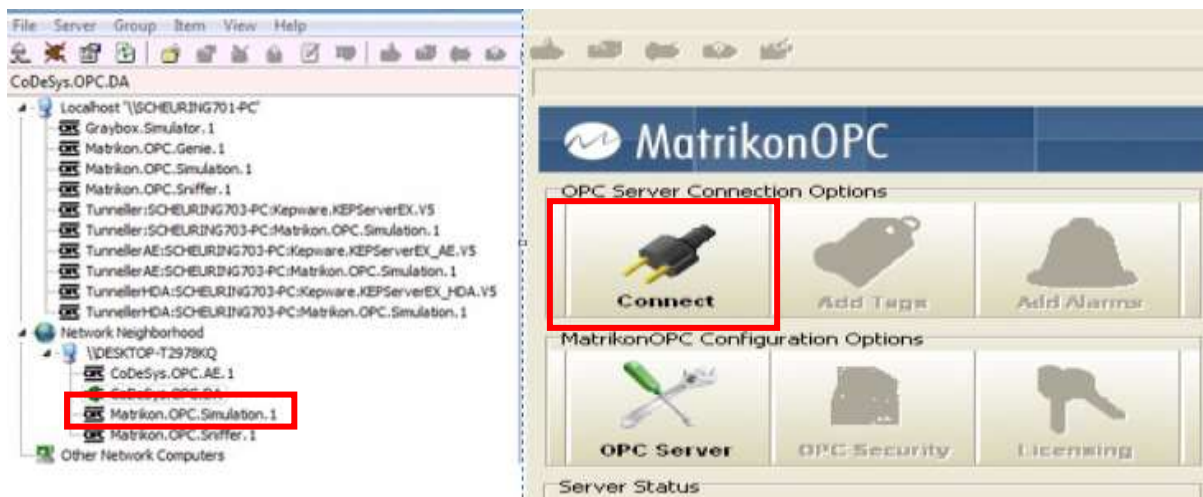 File Server Group Item View Help
CoDeSys.OPC.DA
Localhost '\\SCHEURING701-PC'
Graybox.Simulator.1
Matrikon.OPC.Genie.1
Matrikon.OPC.Simulation.1
Matrikon.OPC.Sniffer.1
Tunneller:SCHEURING703-PC:Kepware.KEPServerEX.V5
Tunneller:SCHEURING703-PC:Matrikon.OPC.Simulation.1
TunnellerAE:SCHEURING703-PC:Kepware.KEPServerEX_AE.V5
TunnellerAE:SCHEURING703-PC:Matrikon.OPC.Simulation.1
TunnellerHDA:SCHEURING703-PC:Kepware.KEPServerEX_HDA.V5
TunnellerHDA:SCHEURING703-PC:Matrikon.OPC.Simulation.1
Network Neighborhood
\\DESKTOP-T2978KQ
CoDeSys.OPC.AE.1
CoDeSys.OPC.DA
Matrikon.OPC.Simulation.1
Matrikon.OPC.Sniffer.1
Other Network Computers
MatrikonOPC
OPC Server Connection Options
Connect Add Tags Add Alarms
MatrikonOPC Configuration Options
OPC Server OPC Security Licensing
Server Status